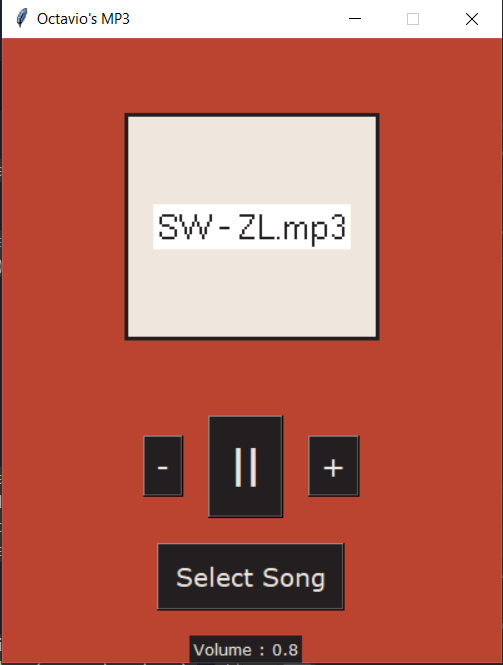 Octavio's MP3
SW - ZL.mp3
- || +
Select Song
Volume : 0.8